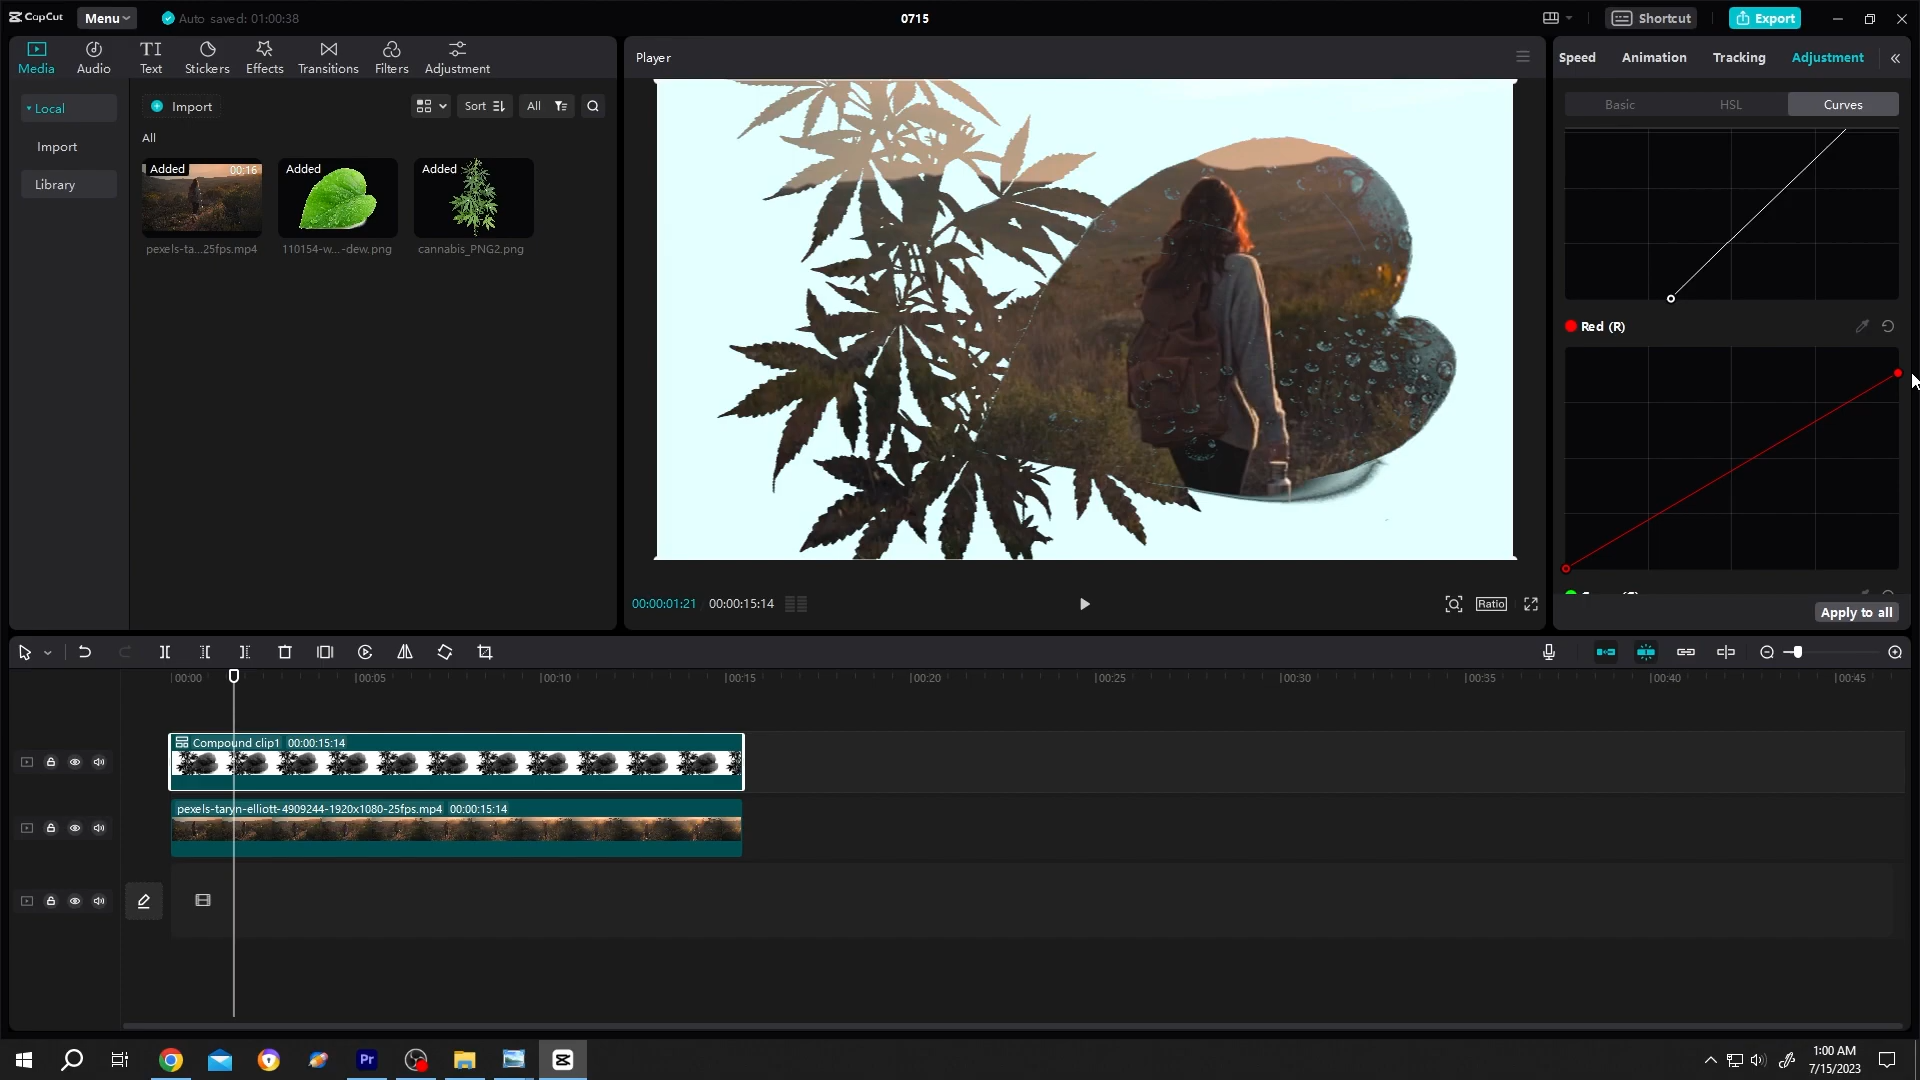 CapCut
Menu
Auto saved: 01:00:38
0715
Shortcut
Export
Media
Audio
TI
Text
Stickers
Effects
Transitions
Filters
Adjustment
Local
Import
Library
Import
Sort
All
All
Added
00:16
pexels-ta...25fps.mp4
Added
110154-w...-dew.png
Added
cannabis_PNG2.png
Player
00:00:01:21
00:00:15:14
Ratio
Speed
Animation
Tracking
Adjustment
Basic
HSL
Curves
Red (R)
Apply to all
00:00
00:05
00:10
00:15
00:20
00:25
00:30
00:35
00:40
00:45
Compound clip1 00:00:15:14
pexels-taryn-elliott-4909244-1920x1080-25fps.mp4 00:00:15:14
Pr
1:00 AM
7/15/2023